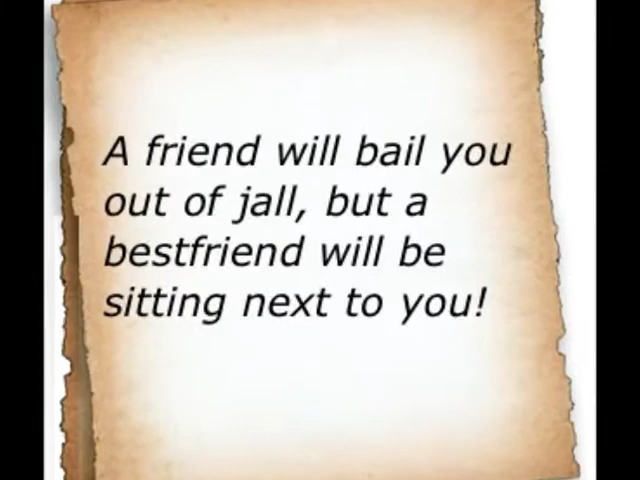 A friend will bail you
out of jall, but a
bestfriend will be
sitting next to you!